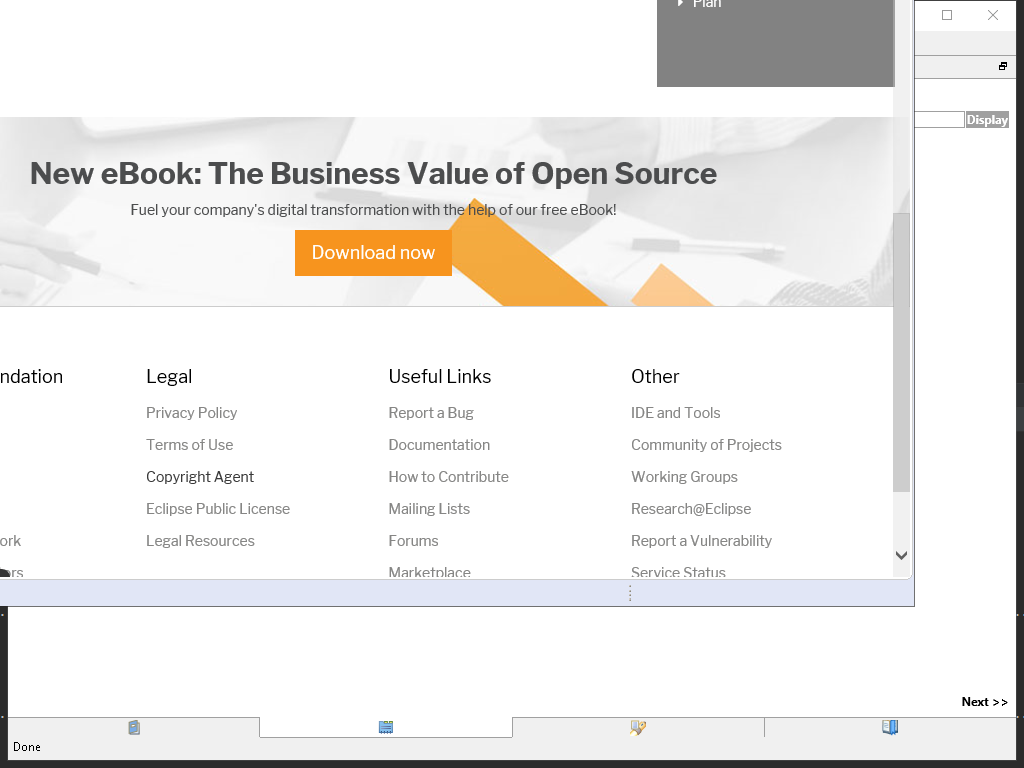 Plan
Display
New eBook: The Business Value of Open Source
Fuel your company's digital transformation with the help of our free eBook!
Download now
ndation
ork
ors
Legal
Privacy Policy
Terms of Use
Copyright Agent
Eclipse Public License
Legal Resources
Useful Links
Report a Bug
Documentation
How to Contribute
Mailing Lists
Forums
Marketplace
Other
IDE and Tools
Community of Projects
Working Groups
Research@Eclipse
Report a Vulnerability
Service Status
Next >>
Done